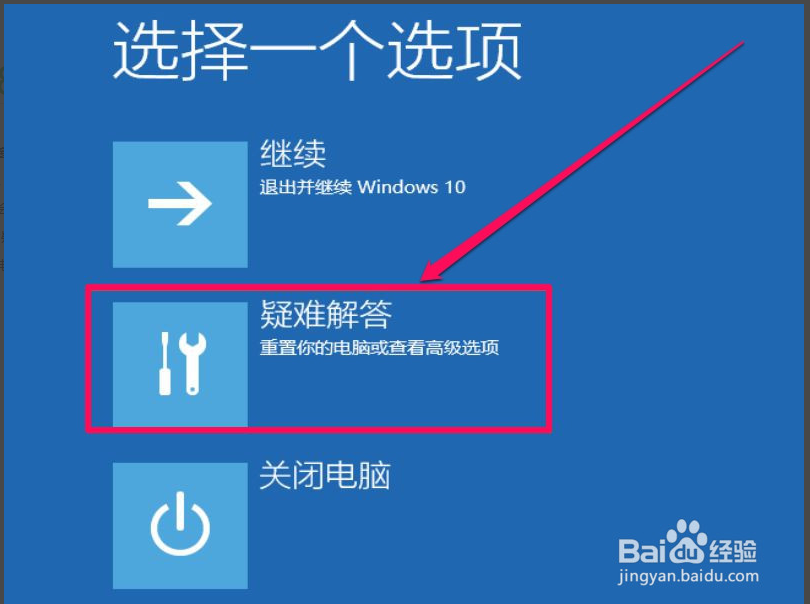 选择一个选项
继续
退出并继续 Windows 10
疑难解答
重置你的电脑或查看高级选项
关闭电脑
Baidu经验
jingyan.baidu.com